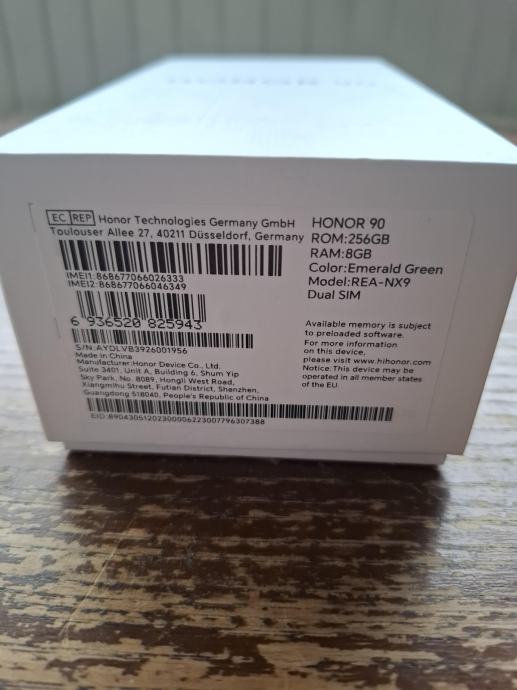 EC REP Honor Technologies Germany GmbH
Toulouser Allee 27, 40211 Düsseldorf, Germany
IMEI1:868677066026333
IMEI2:868677066046349
6 936520 825943
S/N:AYDLVB3926001956
Made in China
Manufacturer:Honor Device Co., Ltd.
Suite 3401, Unit A, Building 6, Shum Yip
Sky Park, No. 8089, Hongli West Road,
Xiangmihu Street, Futian District, Shenzhen,
Guangdong 518040, People's Republic of China
EID:89043051202300006223007796307388
HONOR 90
ROM:256GB
RAM:8GB
Color:Emerald Green
Model:REA-NX9
Dual SIM
Available memory is subject
to preloaded software.
For more information
on this device,
please visit www.hihonor.com
Notice:This device may be
operated in all member states
of the EU.